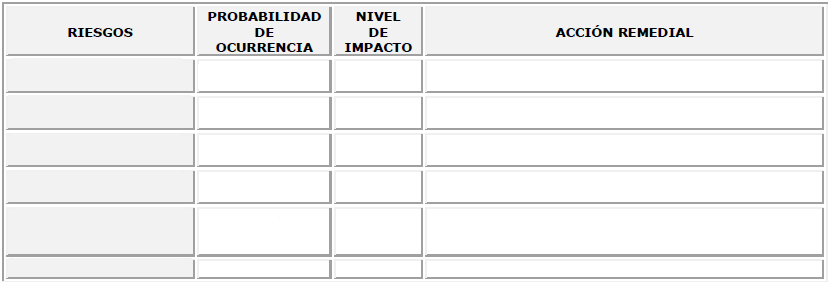 RIESGOS
PROBABILIDAD
DE
OCURRENCIA
NIVEL
DE
IMPACTO
ACCIÓN REMEDIAL